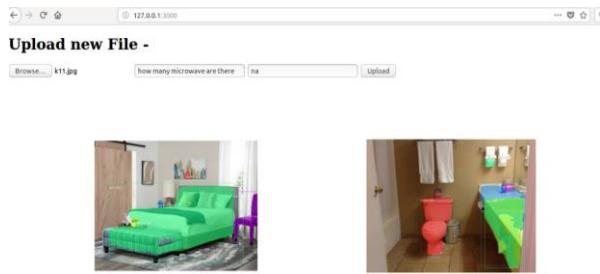 127.0.0.1:3000
Upload new File -
Browse... k11.jpg how many microwave are there na Upload